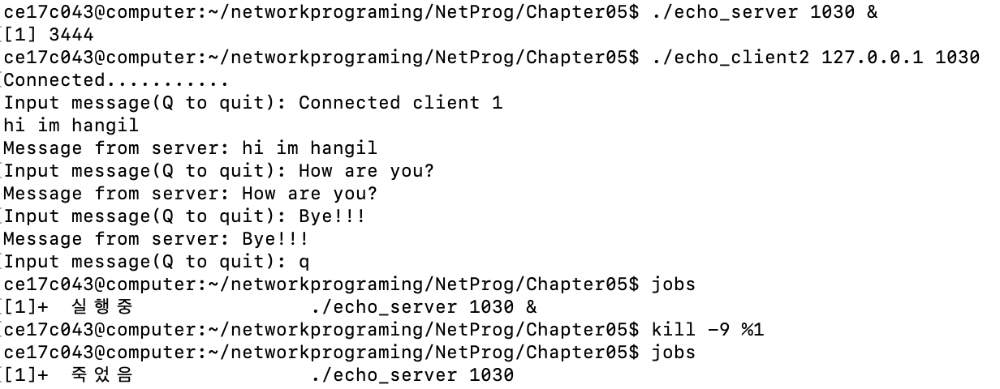 ce17c043@computer:~/networkprograming/NetProg/Chapter05$ ./echo_server 1030 &
[1] 3444
ce17c043@computer:~/networkprograming/NetProg/Chapter05$ ./echo_client2 127.0.0.1 1030
Connected...........
Input message(Q to quit): Connected client 1
hi im hangil
Message from server: hi im hangil
Input message(Q to quit): How are you?
Message from server: How are you?
Input message(Q to quit): Bye!!!
Message from server: Bye!!!
Input message(Q to quit): q
ce17c043@computer:~/networkprograming/NetProg/Chapter05$ jobs
[1]+  실행중                ./echo_server 1030 &
ce17c043@computer:~/networkprograming/NetProg/Chapter05$ kill -9 %1
ce17c043@computer:~/networkprograming/NetProg/Chapter05$ jobs
[1]+  죽었음                ./echo_server 1030